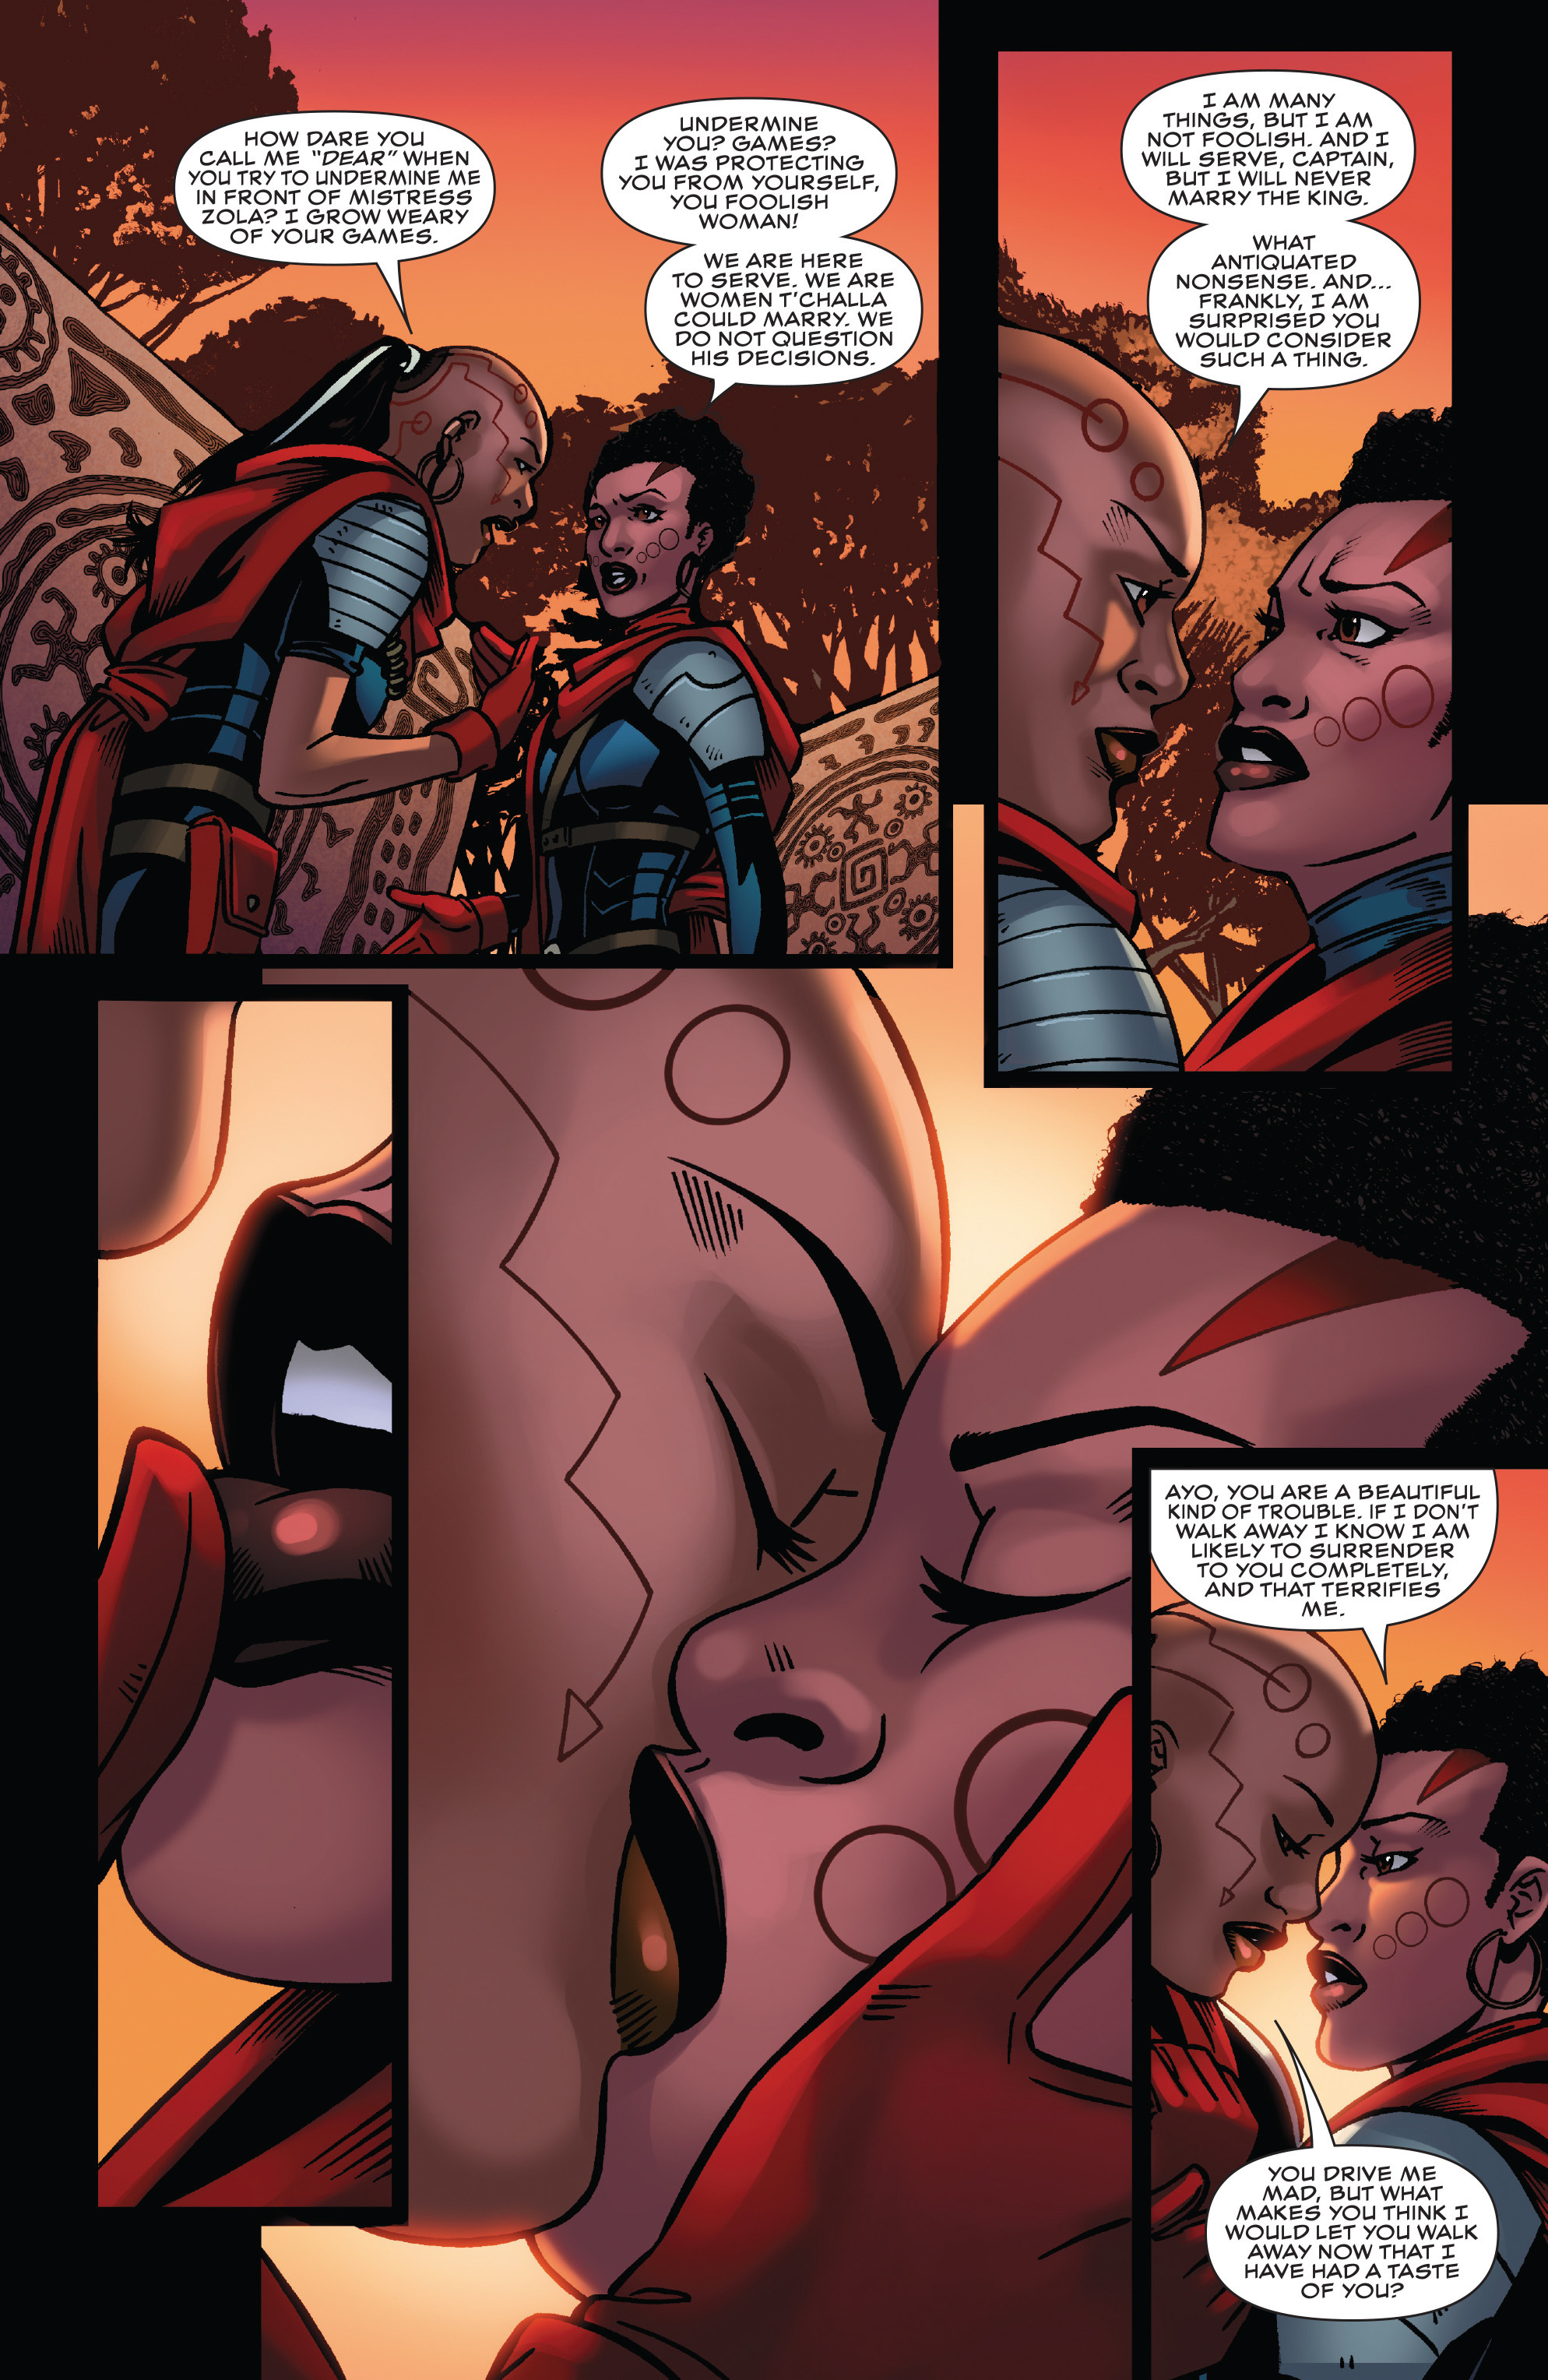 HOW DARE YOU
CALL ME "DEAR" WHEN
YOU TRY TO UNDERMINE ME
IN FRONT OF MISTRESS
ZOLA? I GROW WEARY
OF YOUR GAMES.
UNDERMINE
YOU? GAMES?
I WAS PROTECTING
YOU FROM YOURSELF,
YOU FOOLISH
WOMAN!
WE ARE HERE
TO SERVE. WE ARE
WOMEN T'CHALLA
COULD MARRY. WE
DO NOT QUESTION
HIS DECISIONS.
I AM MANY
THINGS, BUT I AM
NOT FOOLISH. AND I
WILL SERVE, CAPTAIN,
BUT I WILL NEVER
MARRY THE KING.
WHAT
ANTIQUATED
NONSENSE. AND...
FRANKLY, I AM
SURPRISED YOU
WOULD CONSIDER
SUCH A THING.
AYO, YOU ARE A BEAUTIFUL
KIND OF TROUBLE. IF I DON'T
WALK AWAY I KNOW I AM
LIKELY TO SURRENDER
TO YOU COMPLETELY,
AND THAT TERRIFIES
ME.
YOU DRIVE ME
MAD, BUT WHAT
MAKES YOU THINK I
WOULD LET YOU WALK
AWAY NOW THAT I
HAVE HAD A TASTE
OF YOU?